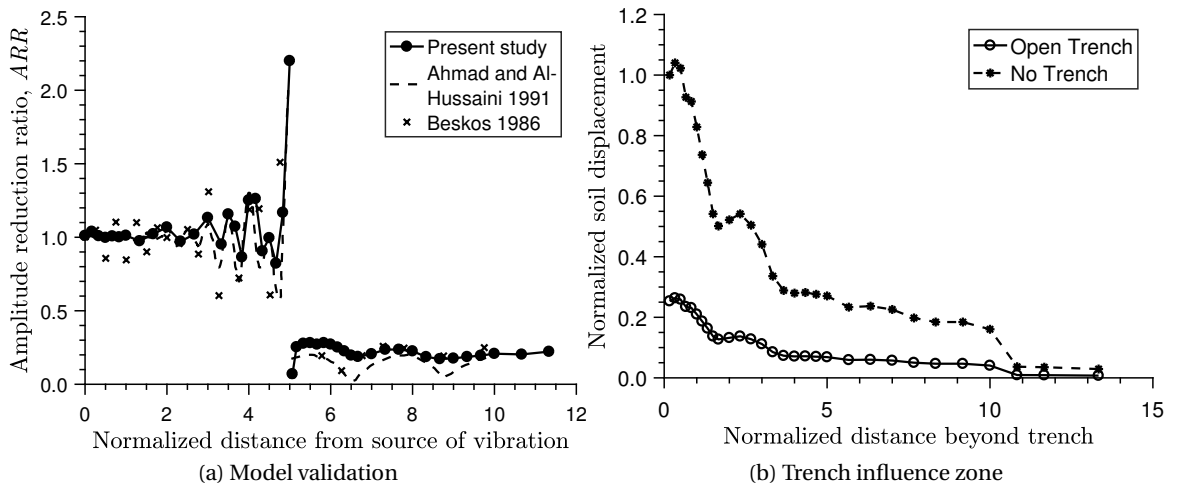 2.5
2.0
1.5
1.0
0.5
0.0
Amplitude reduction ratio, ARR
Present study
Ahmad and Al-
Hussaini 1991
Beskos 1986
0 2 4 6 8 10 12
Normalized distance from source of vibration
(a) Model validation
1.2
1.0
0.8
0.6
0.4
0.2
0.0
Normalized soil displacement
Open Trench
No Trench
0 5 10 15
Normalized distance beyond trench
(b) Trench influence zone